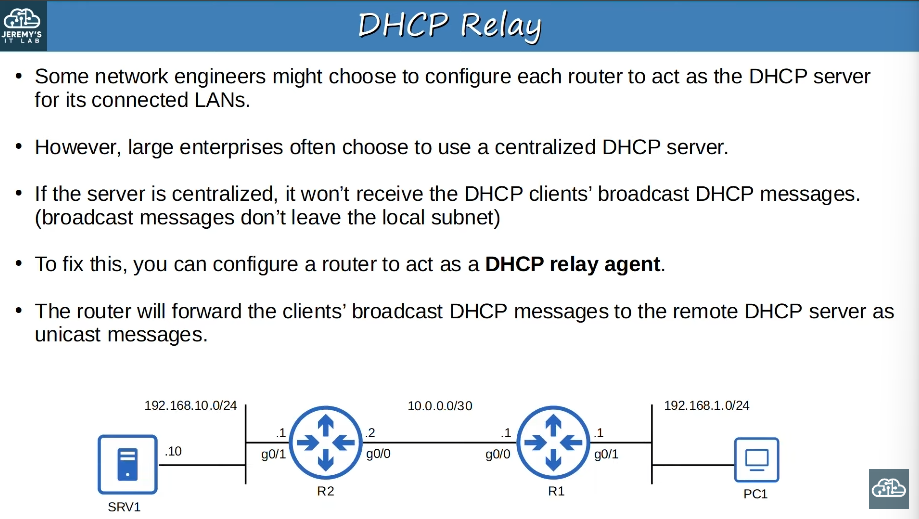 JEREMY'S
IT LAB
DHCP Relay
• Some network engineers might choose to configure each router to act as the DHCP server
for its connected LANs.
• However, large enterprises often choose to use a centralized DHCP server.
• If the server is centralized, it won't receive the DHCP clients' broadcast DHCP messages.
(broadcast messages don't leave the local subnet)
• To fix this, you can configure a router to act as a DHCP relay agent.
• The router will forward the clients' broadcast DHCP messages to the remote DHCP server as
unicast messages.
192.168.10.0/24
10.0.0.0/30
192.168.1.0/24
.1
.2
.1
.1
.10
g0/1
g0/0
g0/0
g0/1
R2
R1
PC1
SRV1